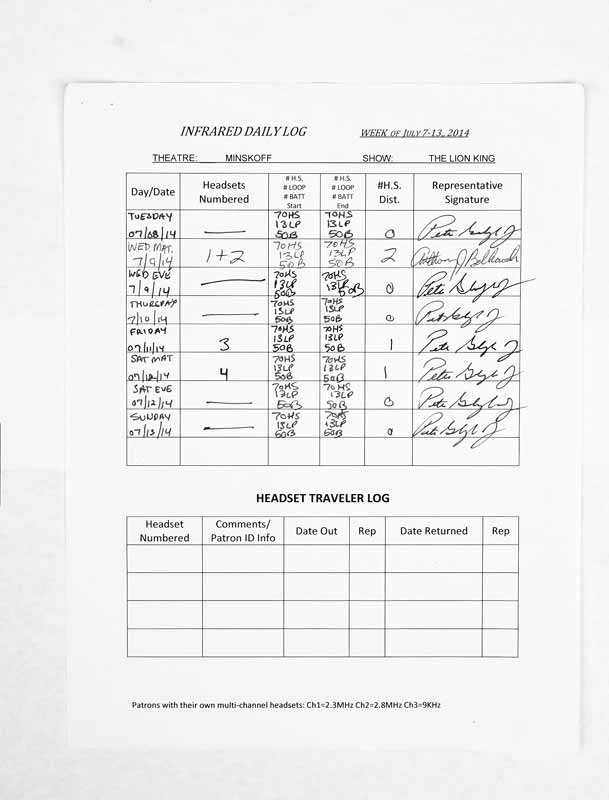 INFRARED DAILY LOG WEEK OF JULY 7-13, 2014
THEATRE: MINSKOFF SHOW: THE LION KING
Day/Date Headsets Numbered # H.S. # LOOP # BATT Start # H.S. # LOOP # BATT End #H.S. Dist. Representative Signature
TUESDAY 07/08/14 — 70HS 13LP 50B 70HS 13LP 50B 0
WED MAT. 7/9/14 1+2 70HS 13LP 50B 70HS 13LP 50B 2
WED EVE 7/9/14 — 70HS 13LP 50B 70HS 13LP 50B 0
THURSDAY 7/10/14 — 70HS 13LP 50B 70HS 13LP 50B 0
FRIDAY 07/11/14 3 70HS 13LP 50B 70HS 13LP 50B 1
SAT MAT 07/12/14 4 70HS 13LP 50B 70HS 13LP 50B 1
SAT EVE 07/12/14 — 70HS 13LP 50B 70HS 13LP 50B 0
SUNDAY 07/13/14 — 70HS 13LP 50B 70HS 13LP 50B 0
HEADSET TRAVELER LOG
Headset Numbered Comments/ Patron ID Info Date Out Rep Date Returned Rep
Patrons with their own multi-channel headsets: Ch1=2.3MHz Ch2=2.8MHz Ch3=9KHz